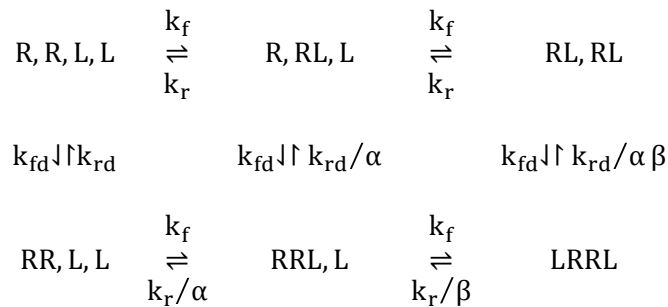 k_f k_f
R, R, L, L ⇌ R, RL, L ⇌ RL, RL
k_r k_r
k_fd⇃↾k_rd k_fd⇃↾ k_rd/α k_fd⇃↾ k_rd/α β
k_f k_f
RR, L, L ⇌ RRL, L ⇌ LRRL
k_r/α k_r/β